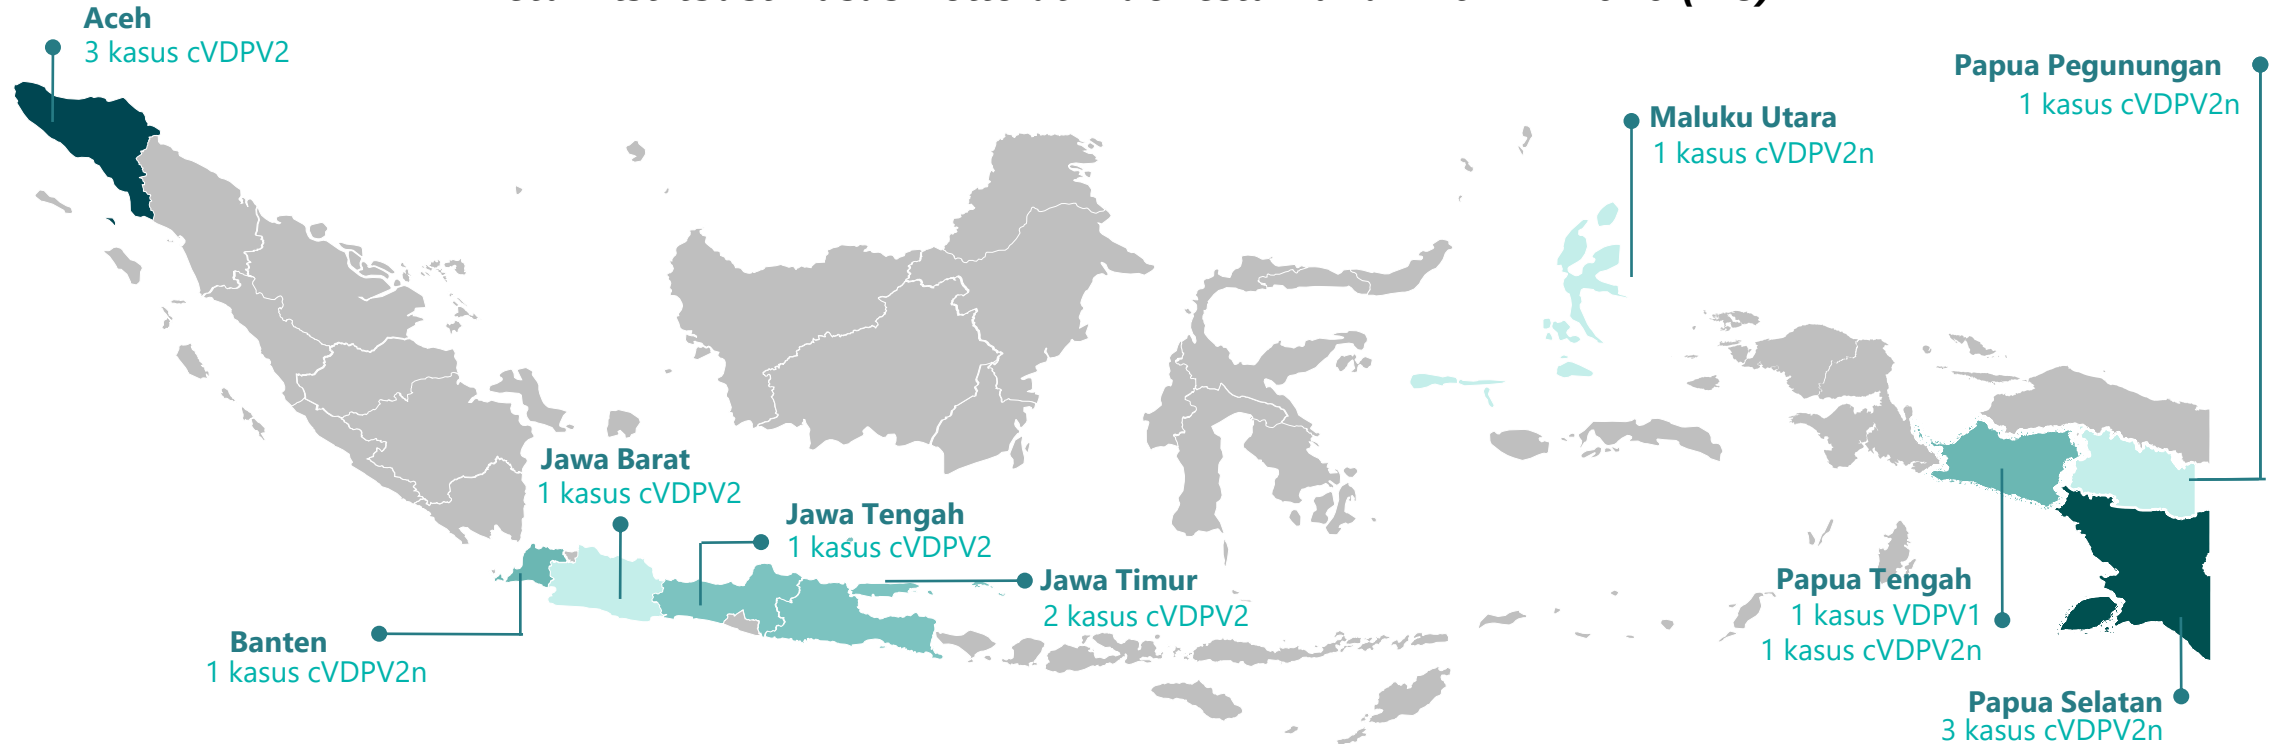 Aceh
3 kasus cVDPV2
Papua Pegunungan
1 kasus cVDPV2n
Maluku Utara
1 kasus cVDPV2n
Jawa Barat
1 kasus cVDPV2
Jawa Tengah
1 kasus cVDPV2
Jawa Timur
2 kasus cVDPV2
Banten
1 kasus cVDPV2n
Papua Tengah
1 kasus VDPV1
1 kasus cVDPV2n
Papua Selatan
3 kasus cVDPV2n